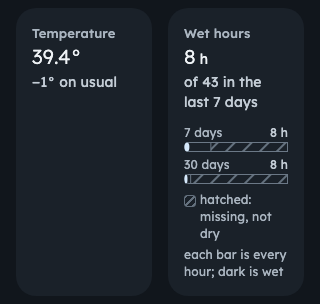 Temperature
39.4°
−1° on usual
Wet hours
8 h
of 43 in the
last 7 days
7 days 8 h
30 days 8 h
hatched:
missing, not
dry
each bar is every
hour; dark is wet